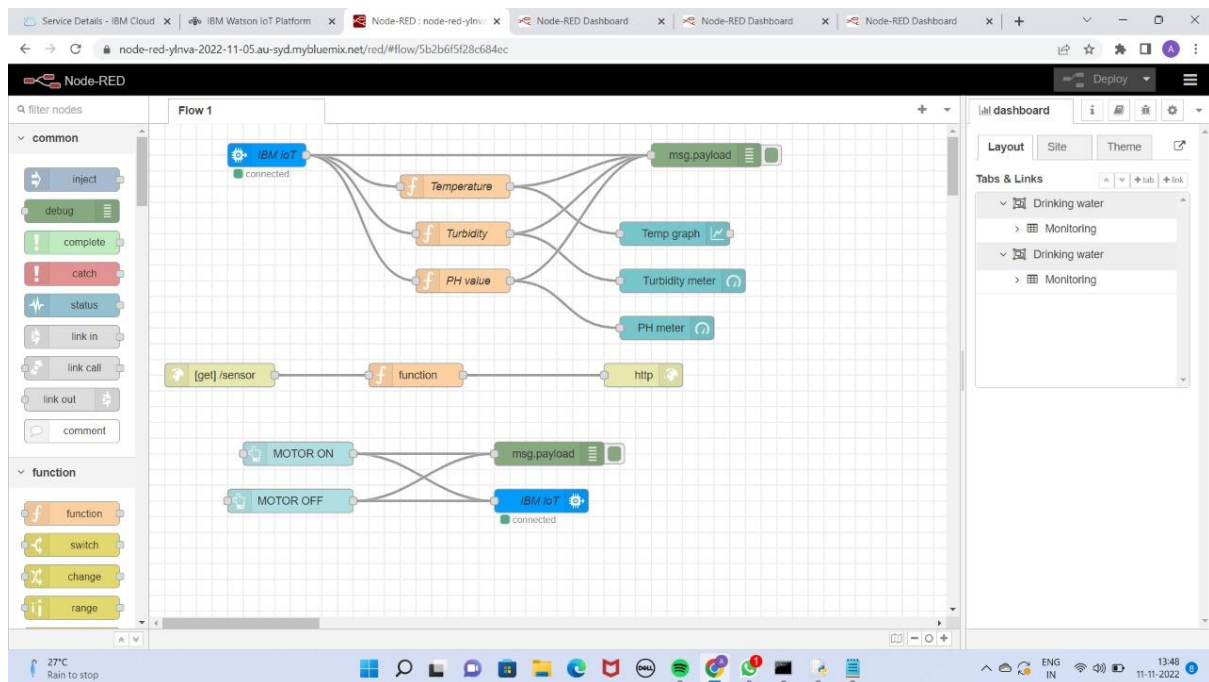 Service Details - IBM Cloud
IBM Watson IoT Platform
Node-RED : node-red-ylnv
Node-RED Dashboard
Node-RED Dashboard
Node-RED Dashboard
node-red-ylnva-2022-11-05.au-syd.mybluemix.net/red/#flow/5b2b6f5f28c684ec
A
Node-RED
Deploy
filter nodes
Flow 1
dashboard
common
inject
debug
complete
catch
status
link in
link call
link out
comment
function
function
switch
change
range
IBM IoT
connected
msg.payload
Temperature
Turbidity
PH value
Temp graph
Turbidity meter
PH meter
[get] /sensor
function
http
MOTOR ON
MOTOR OFF
msg.payload
IBM IoT
connected
Layout
Site
Theme
Tabs & Links
tab
link
Drinking water
Monitoring
Drinking water
Monitoring
27°C
Rain to stop
DELL
ENG
IN
13:48
11-11-2022
8